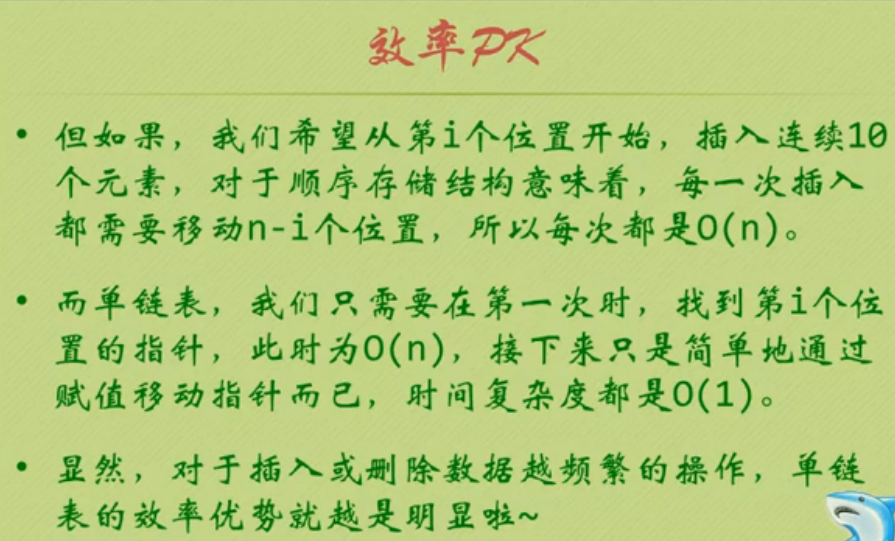 效率PK
• 但如果，我们希望从第i个位置开始，插入连续10
个元素，对于顺序存储结构意味着，每一次插入
都需要移动n-i个位置，所以每次都是O(n)。
• 而单链表，我们只需要在第一次时，找到第i个位
置的指针，此时为O(n)，接下来只是简单地通过
赋值移动指针而已，时间复杂度都是O(1)。
• 显然，对于插入或删除数据越频繁的操作，单链
表的效率优势就越是明显啦~